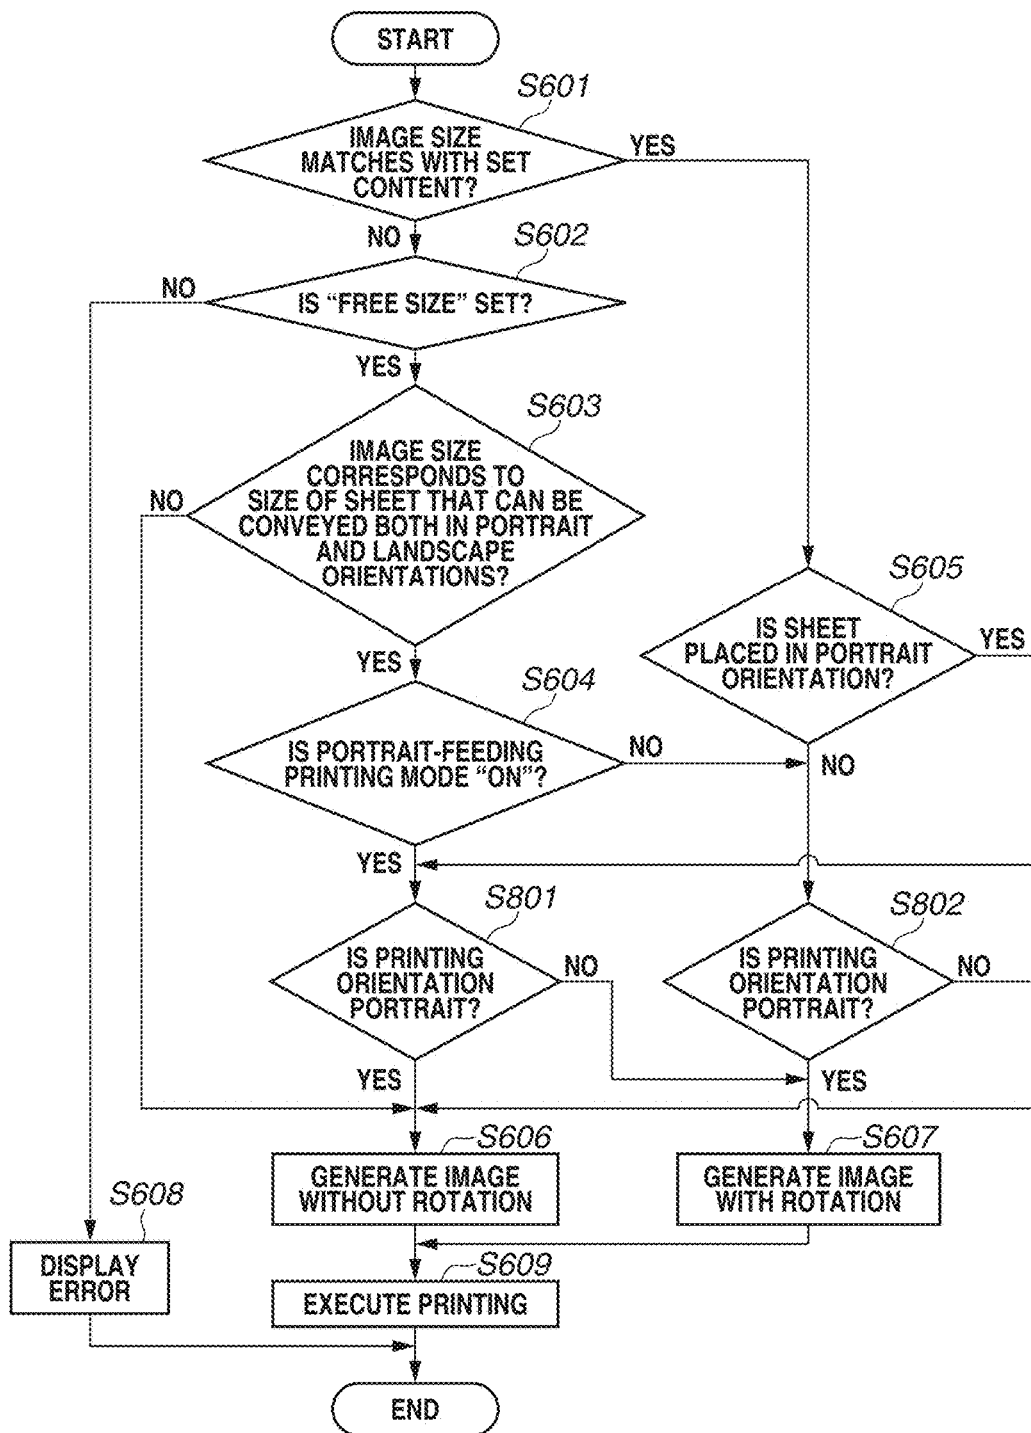 START
S601
IMAGE SIZE
MATCHES WITH SET
CONTENT?
YES
NO
S602
NO
IS “FREE SIZE” SET?
YES
S603
IMAGE SIZE
CORRESPONDS TO
SIZE OF SHEET THAT CAN BE
CONVEYED BOTH IN PORTRAIT
AND LANDSCAPE
ORIENTATIONS?
NO
S605
IS SHEET
PLACED IN PORTRAIT
ORIENTATION?
YES
YES
S604
IS PORTRAIT-FEEDING
PRINTING MODE “ON”?
NO
NO
YES
S801
IS PRINTING
ORIENTATION
PORTRAIT?
NO
S802
IS PRINTING
ORIENTATION
PORTRAIT?
NO
YES
YES
S606
GENERATE IMAGE
WITHOUT ROTATION
S607
GENERATE IMAGE
WITH ROTATION
S608
DISPLAY
ERROR
S609
EXECUTE PRINTING
END